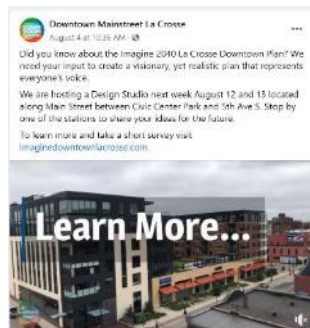 Downtown Mainstreet La Crosse
August 4 at 10:36 AM ·
Did you know about the Imagine 2040 La Crosse Downtown Plan? We
need your input to create a visionary, yet realistic plan that represents
everyone's voice.
We are hosting a Design Studio next week August 12 and 13 located
along Main Street between Civic Center Park and 5th Ave S. Stop by
one of the stations to share your ideas for the future.
To learn more and take a short survey visit
imaginedowntownlacrosse.com.
Learn More...